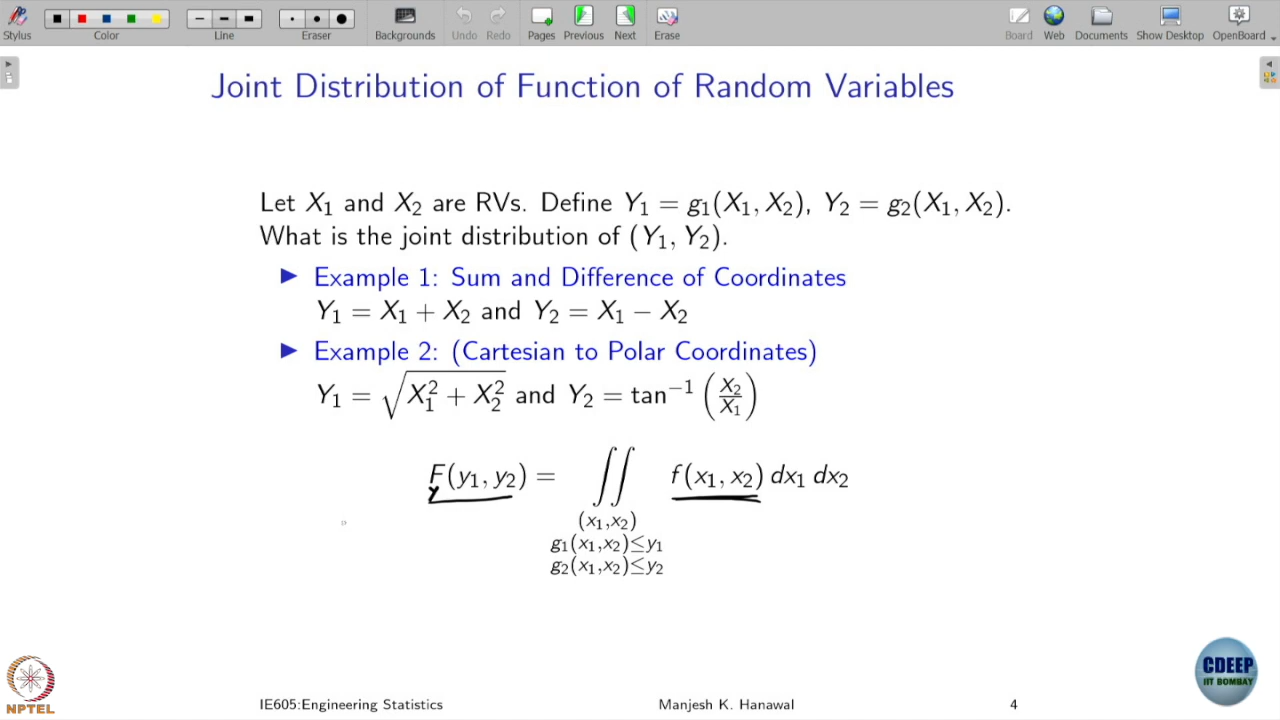 Stylus Color Line Eraser Backgrounds Undo Redo Pages Previous Next Erase Board Web Documents Show Desktop OpenBoard
Joint Distribution of Function of Random Variables
Let X₁ and X₂ are RVs. Define Y₁ = g₁(X₁, X₂), Y₂ = g₂(X₁, X₂).
What is the joint distribution of (Y₁, Y₂).
▶ Example 1: Sum and Difference of Coordinates
Y₁ = X₁ + X₂ and Y₂ = X₁ − X₂
▶ Example 2: (Cartesian to Polar Coordinates)
Y₁ = √(X₁² + X₂²) and Y₂ = tan⁻¹ (X₂/X₁)
F_Y(y₁, y₂) = ∬ f(x₁, x₂) dx₁ dx₂
(x₁,x₂)
g₁(x₁,x₂)≤y₁
g₂(x₁,x₂)≤y₂
NPTEL
IE605:Engineering Statistics Manjesh K. Hanawal 4
CDEEP
IIT BOMBAY